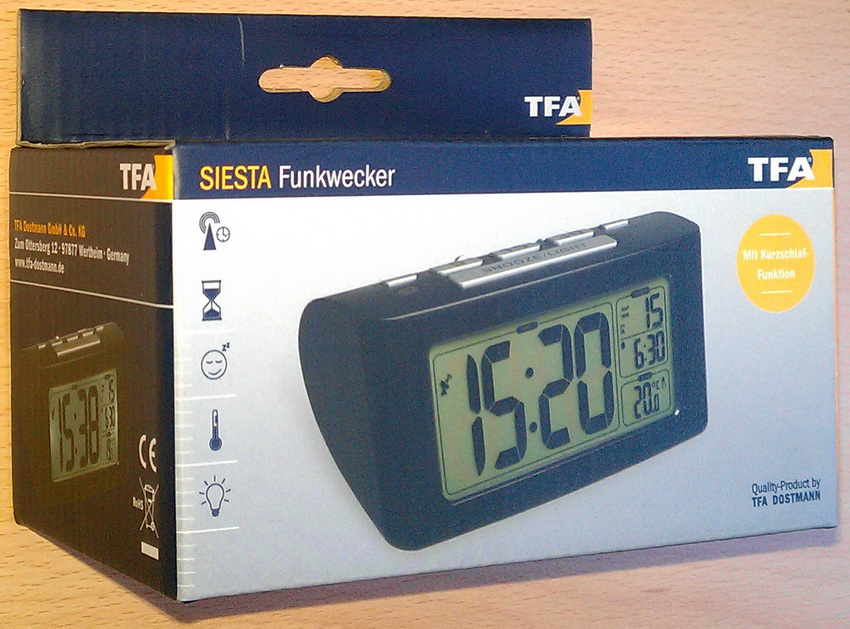 TFA
TFA
SIESTA Funkwecker
TFA
TFA Dostmann GmbH & Co. KG
Zum Ottersberg 12 · 97877 Wertheim · Germany
www.tfa-dostmann.de
Mit Kurzschlaf-
Funktion
SNOOZE/LIGHT
15:20
15
6:30
20.0°C
zz
15:38
CE
RoHS
Quality-Product by
TFA DOSTMANN